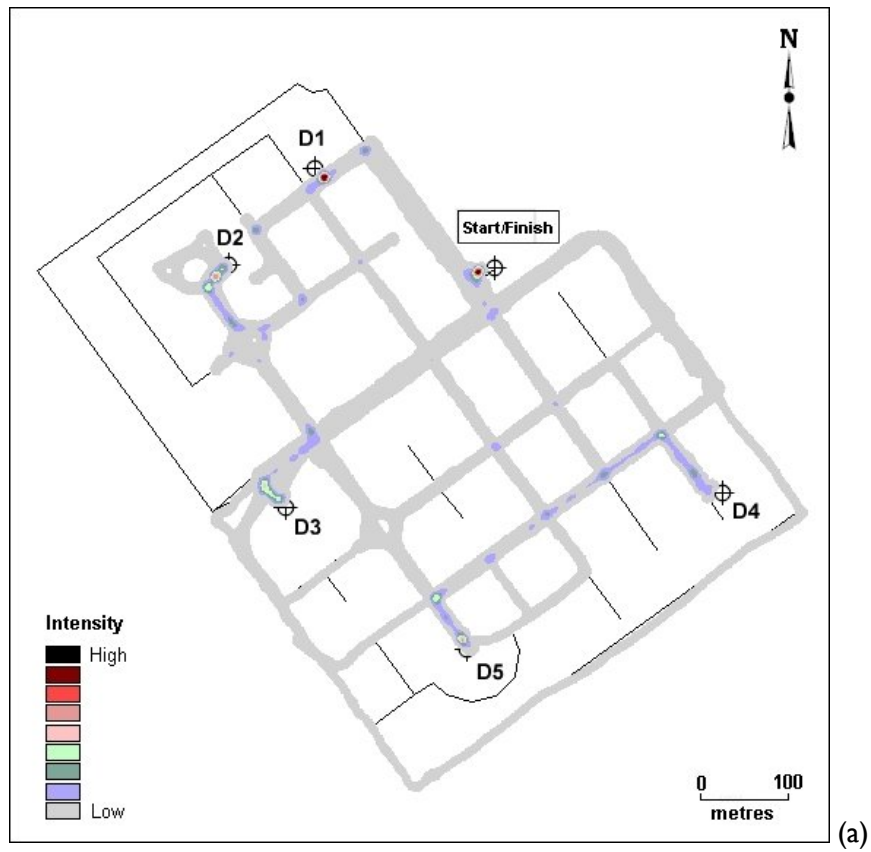 N
D1
Start/Finish
D2
D4
D3
Intensity
High
D5
0 100
Low
metres
(a)